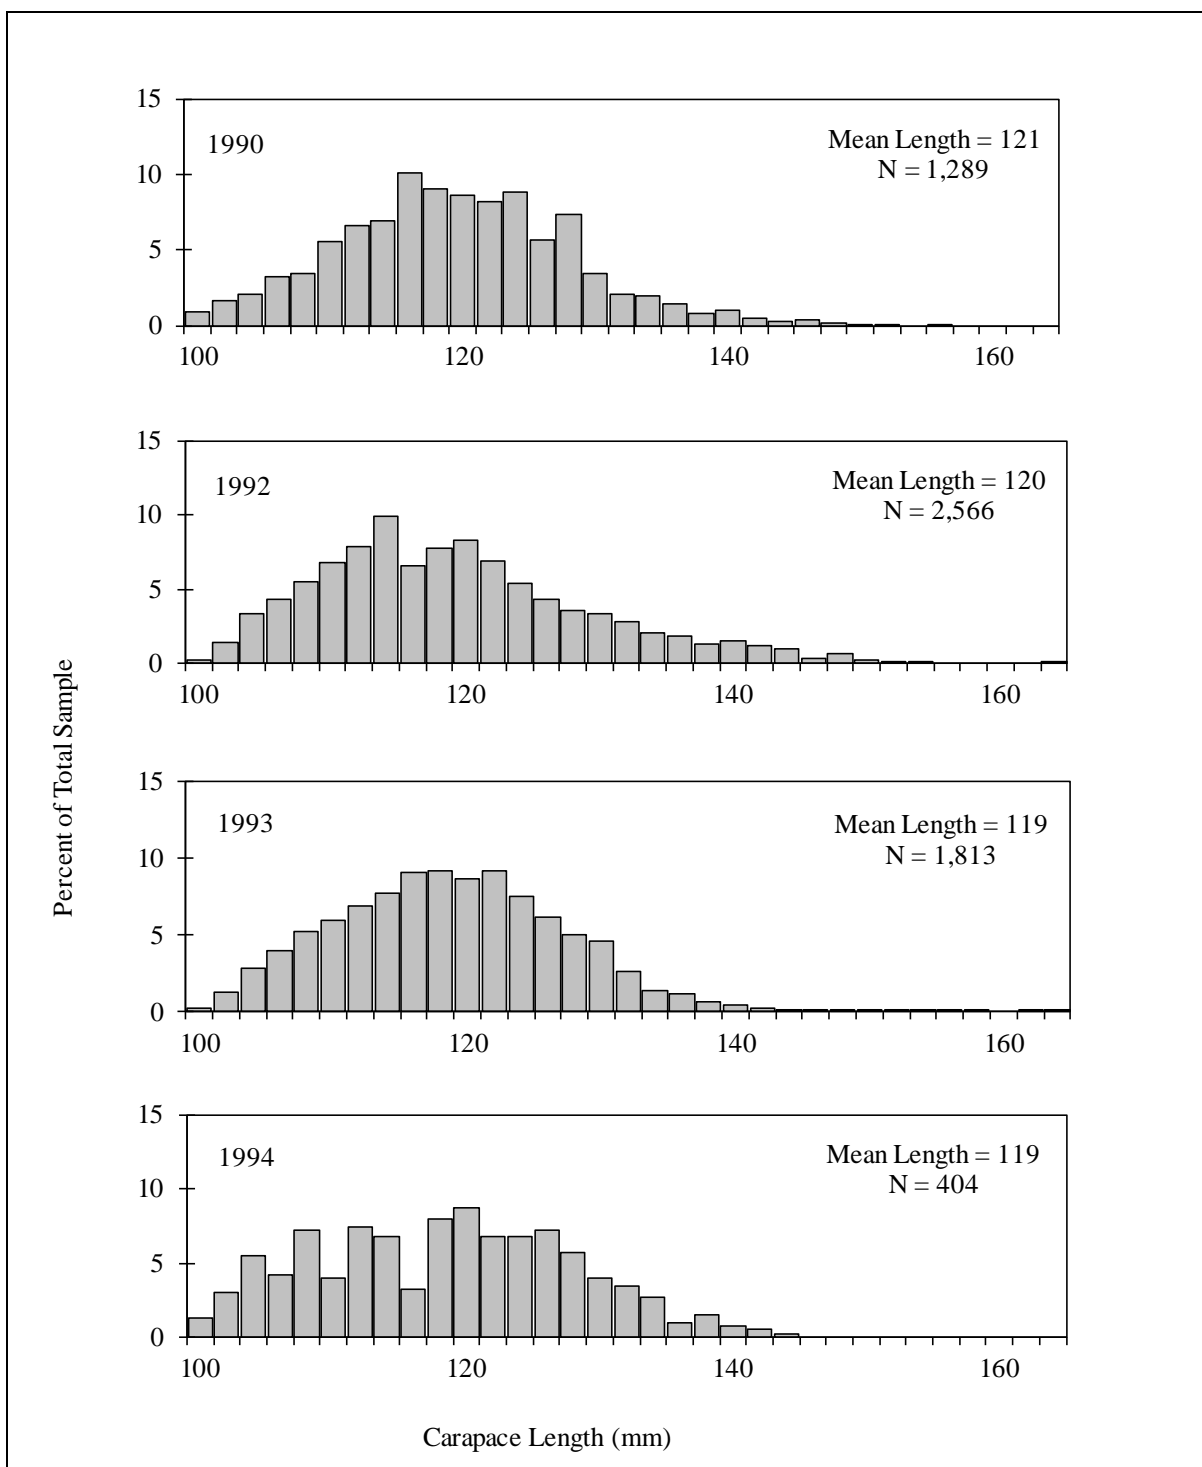 15
1990
Mean Length = 121
N = 1,289
10
5
0
100 120 140 160
15
1992
Mean Length = 120
N = 2,566
10
5
0
100 120 140 160
Percent of Total Sample
15
1993
Mean Length = 119
N = 1,813
10
5
0
100 120 140 160
15
1994
Mean Length = 119
N = 404
10
5
0
100 120 140 160
Carapace Length (mm)